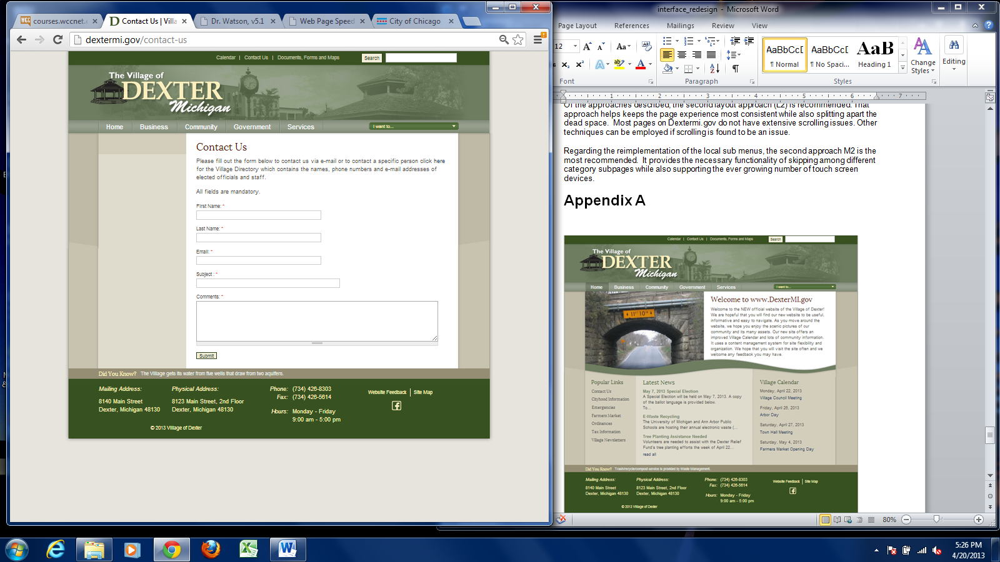 courses.wccnet.
Contact Us | Villa
Dr. Watson, v5.1
Web Page Speed
City of Chicago
dextermi.gov/contact-us
Calendar | Contact Us | Documents, Forms and Maps
Search
The Village of
DEXTER
Michigan
Home
Business
Community
Government
Services
I want to...
Contact Us
Please fill out the form below to contact us via e-mail or to contact a specific person click here
for the Village Directory which contains the names, phone numbers and e-mail addresses of
elected officials and staff.
All fields are mandatory.
First Name: *
Last Name: *
Email: *
Subject : *
Comments: *
Submit
Did You Know? The Village gets its water from five wells that draw from two aquifers.
Mailing Address:
8140 Main Street
Dexter, Michigan 48130
Physical Address:
8123 Main Street, 2nd Floor
Dexter, Michigan 48130
Phone: (734) 426-8303
Fax: (734) 426-5614
Hours: Monday - Friday
9:00 am - 5:00 pm
Website Feedback | Site Map
© 2013 Village of Dexter
interface_redesign - Microsoft Word
Page Layout
References
Mailings
Review
View
12
Aa
AaBbCcD
¶ Normal
AaBbCcD
¶ No Spaci...
AaB
Heading 1
Change
Styles
Editing
Font
Paragraph
Styles
1 2 3 4 5 6 7
Of the approaches described, the second layout approach (L2) is recommended. That
approach helps keeps the page experience most consistent while also splitting apart the
dead space. Most pages on Dextermi.gov do not have extensive scrolling issues. Other
techniques can be employed if scrolling is found to be an issue.
Regarding the reimplementation of the local sub menus, the second approach M2 is the
most recommended. It provides the necessary functionality of skipping among different
category subpages while also supporting the ever growing number of touch screen
devices.
Appendix A
Calendar | Contact Us | Documents, Forms and Maps
Search
The Village of
DEXTER
Michigan
Home
Business
Community
Government
Services
I want to...
11' 10"
Welcome to www.DexterMI.gov
Welcome to the NEW official website of the Village of Dexter!
We are hopeful that you will find our new website to be useful,
informative and easy to navigate. As you move around the
website, we hope you enjoy the scenic pictures of our
community and its many assets. Our new site offers an
improved Village Calendar and lots of community information.
It uses a content management system for site flexibility and
organization. We hope that you will visit the site often and we
welcome any feedback you may have.
Popular Links
Contact Us
Cityhood Information
Emergencies
Farmers Market
Ordinances
Tax Information
Village Newsletters
Latest News
May 7, 2013 Special Election
A Special Election will be held on May 7, 2013. A copy
of the ballot language is provided below.
To...
E-Waste Recycling
The University of Michigan and Ann Arbor Public
Schools are hosting their annual electronic waste (...
Tree Planting Assistance Needed
Volunteers are needed to assist with the Dexter Relief
Fund's tree planting efforts the week of April 22...
read all
Village Calendar
Monday, April 22, 2013
Village Council Meeting
Friday, April 26, 2013
Arbor Day
Saturday, April 27, 2013
Town Hall Meeting
Saturday, May 4, 2013
Farmers Market Opening Day
Did You Know? Trash/recycle/compost service is provided by Waste Management.
Mailing Address:
8140 Main Street
Dexter, Michigan 48130
Physical Address:
8123 Main Street, 2nd Floor
Dexter, Michigan 48130
Phone: (734) 426-8303
Fax: (734) 426-5614
Hours: Monday - Friday
9:00 am - 5:00 pm
Website Feedback | Site Map
© 2013 Village of Dexter
80%
5:26 PM
4/20/2013